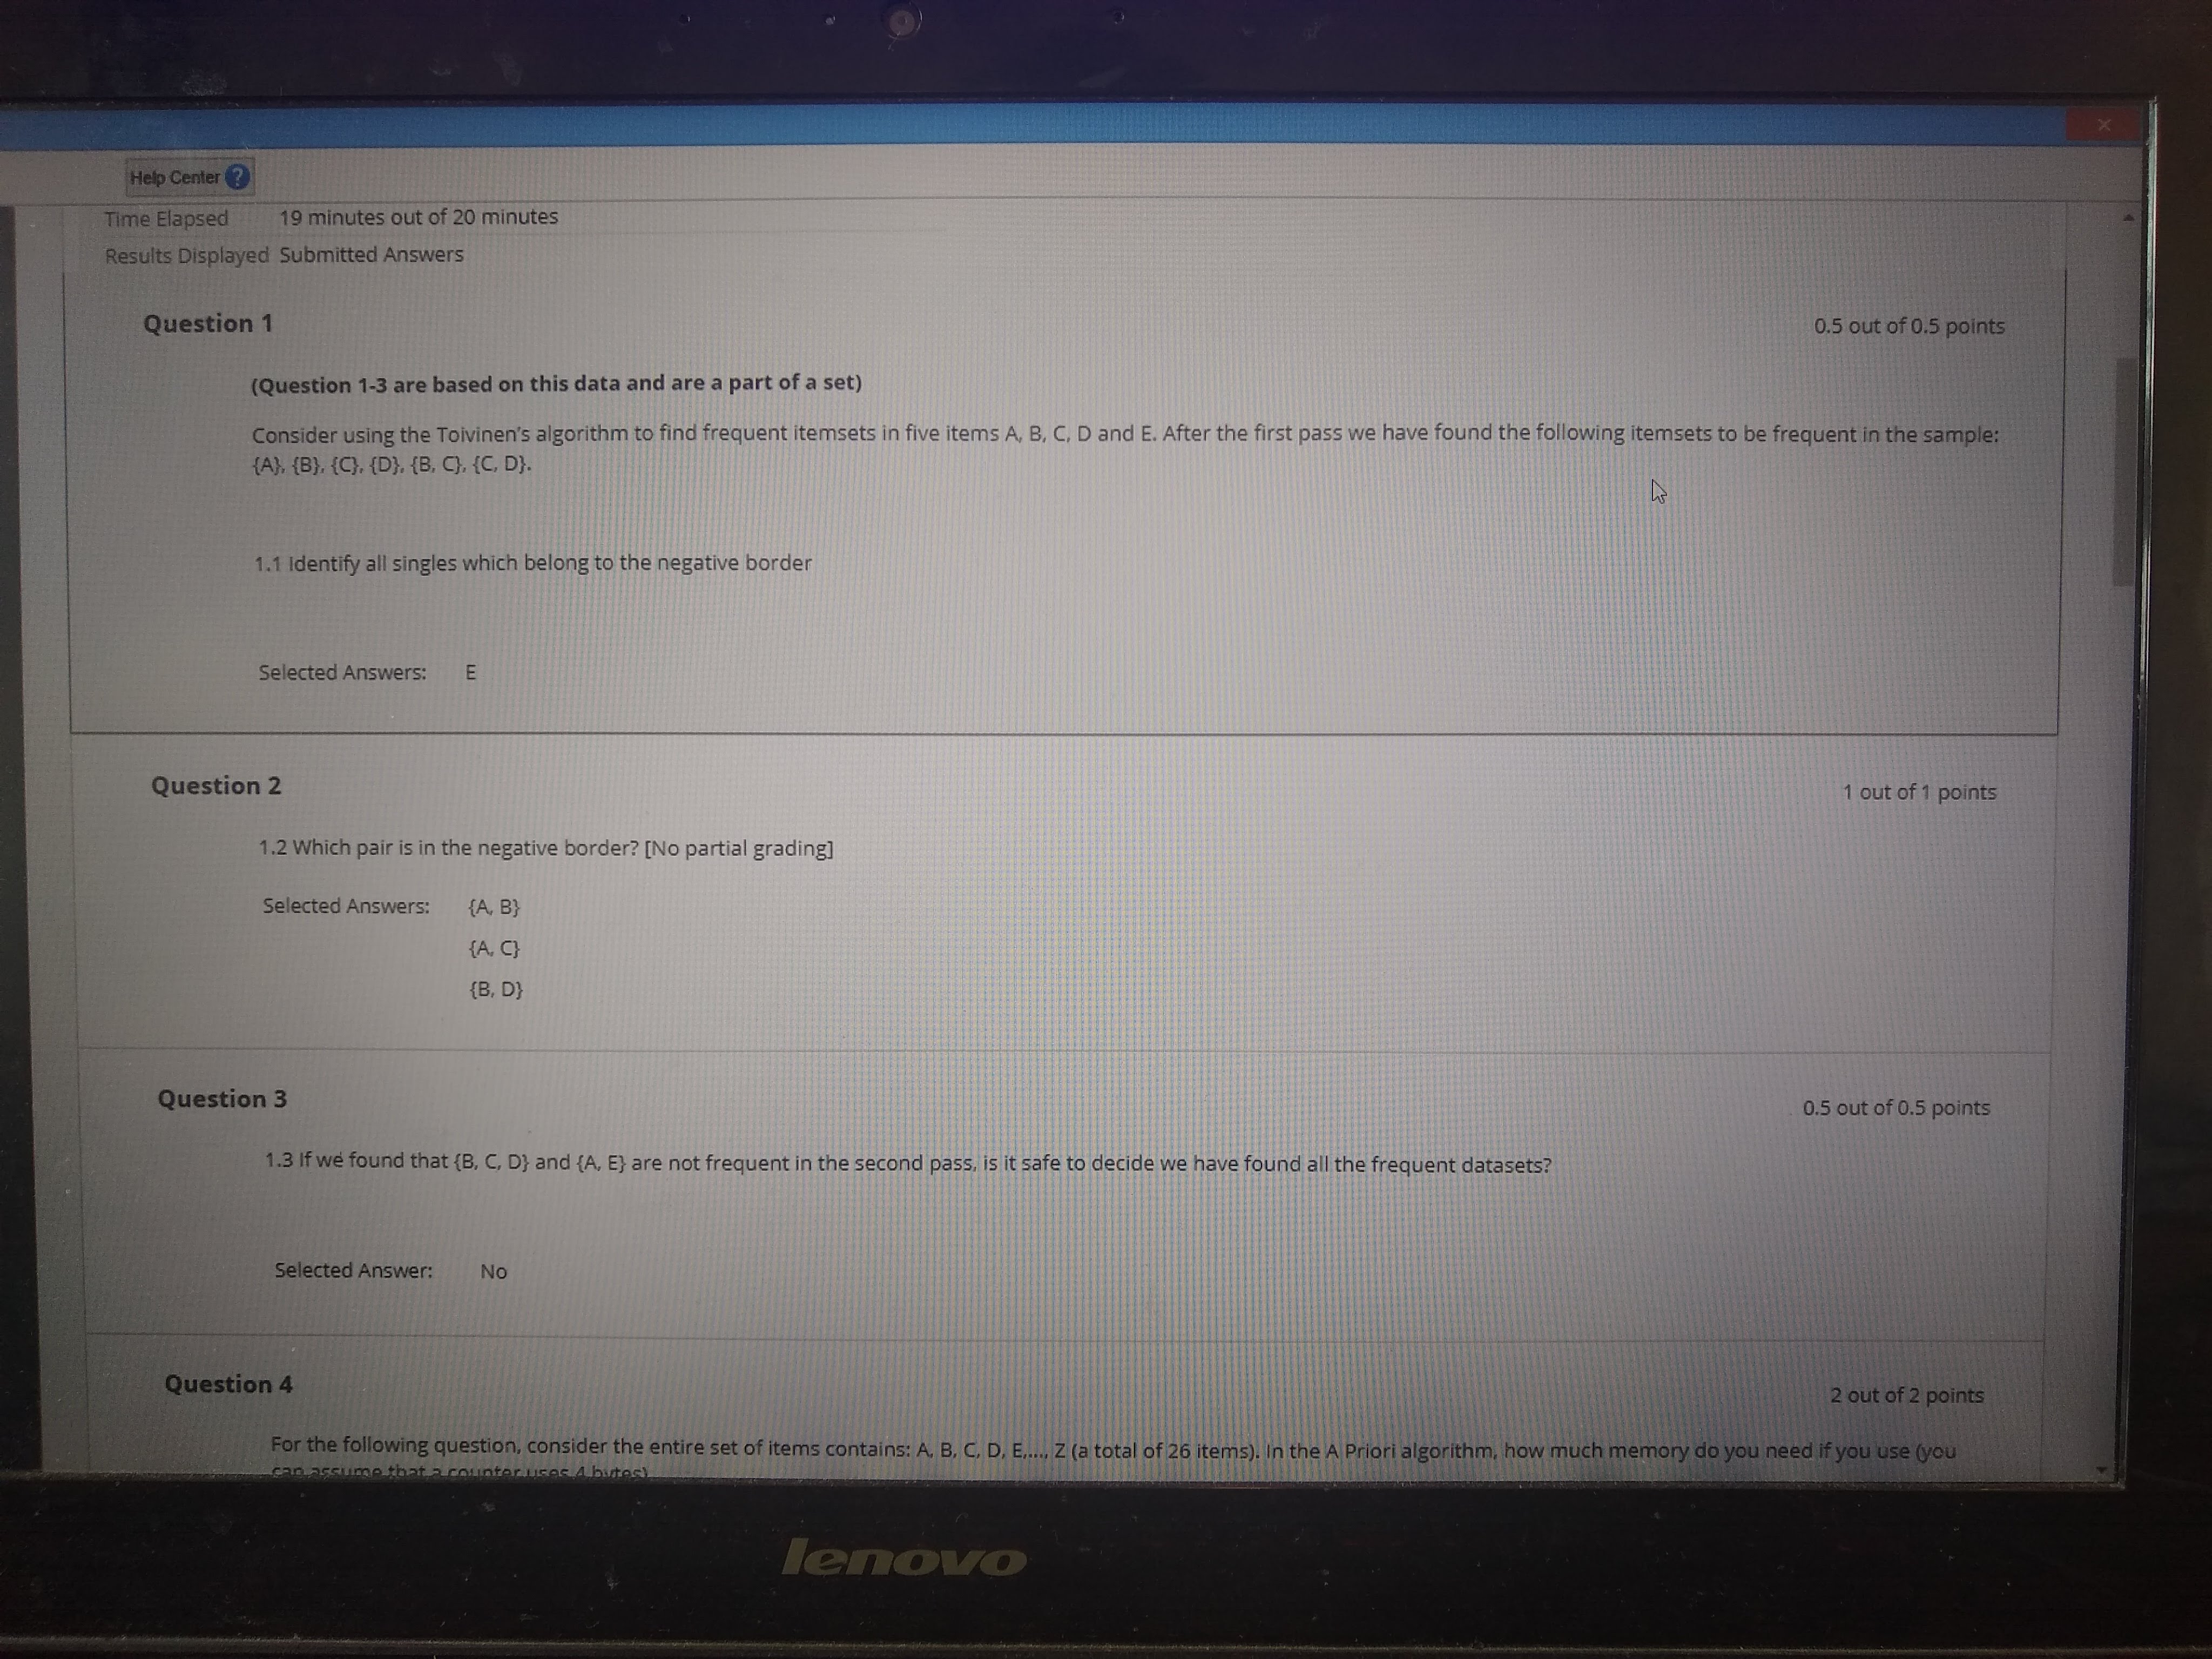 Help Center ?
Time Elapsed 19 minutes out of 20 minutes
Results Displayed Submitted Answers
Question 1 0.5 out of 0.5 points
(Question 1-3 are based on this data and are a part of a set)
Consider using the Toivinen's algorithm to find frequent itemsets in five items A, B, C, D and E. After the first pass we have found the following itemsets to be frequent in the sample:
{A}, {B}, {C}, {D}, {B, C}, {C, D}.
1.1 Identify all singles which belong to the negative border
Selected Answers: E
Question 2 1 out of 1 points
1.2 Which pair is in the negative border? [No partial grading]
Selected Answers: {A, B}
{A, C}
{B, D}
Question 3 0.5 out of 0.5 points
1.3 If we found that {B, C, D} and {A, E} are not frequent in the second pass, is it safe to decide we have found all the frequent datasets?
Selected Answer: No
Question 4 2 out of 2 points
For the following question, consider the entire set of items contains: A, B, C, D, E,..., Z (a total of 26 items). In the A Priori algorithm, how much memory do you need if you use (you
can assume that a counter uses 4 bytes)
lenovo